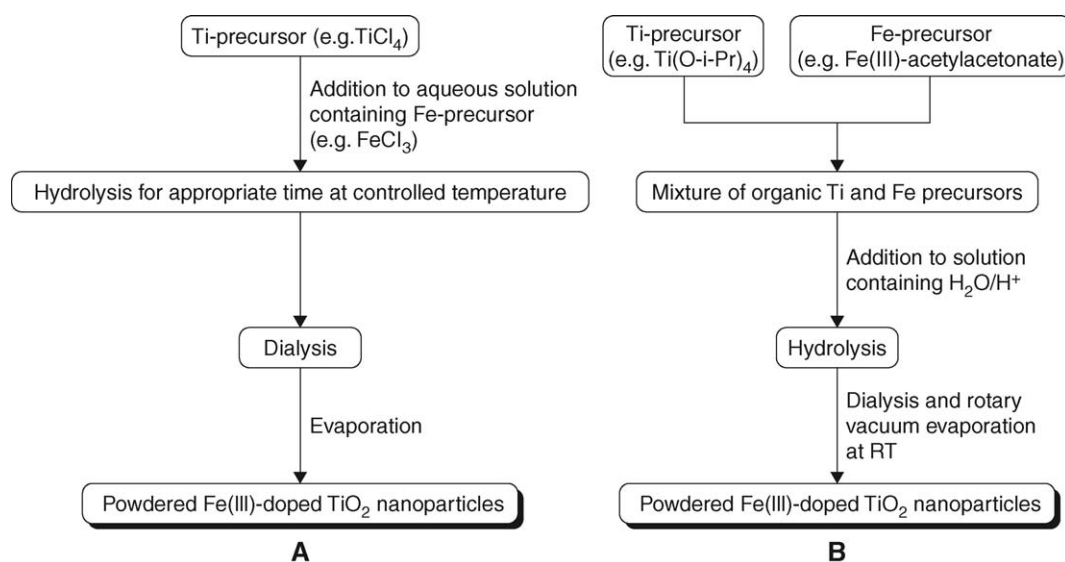 Ti-precursor (e.g.TiCl₄)
Addition to aqueous solution
containing Fe-precursor
(e.g. FeCl₃)
Hydrolysis for appropriate time at controlled temperature
Dialysis
Evaporation
Powdered Fe(III)-doped TiO₂ nanoparticles
A
Ti-precursor
(e.g. Ti(O-i-Pr)₄)
Fe-precursor
(e.g. Fe(III)-acetylacetonate)
Mixture of organic Ti and Fe precursors
Addition to solution
containing H₂O/H⁺
Hydrolysis
Dialysis and rotary
vacuum evaporation
at RT
Powdered Fe(III)-doped TiO₂ nanoparticles
B